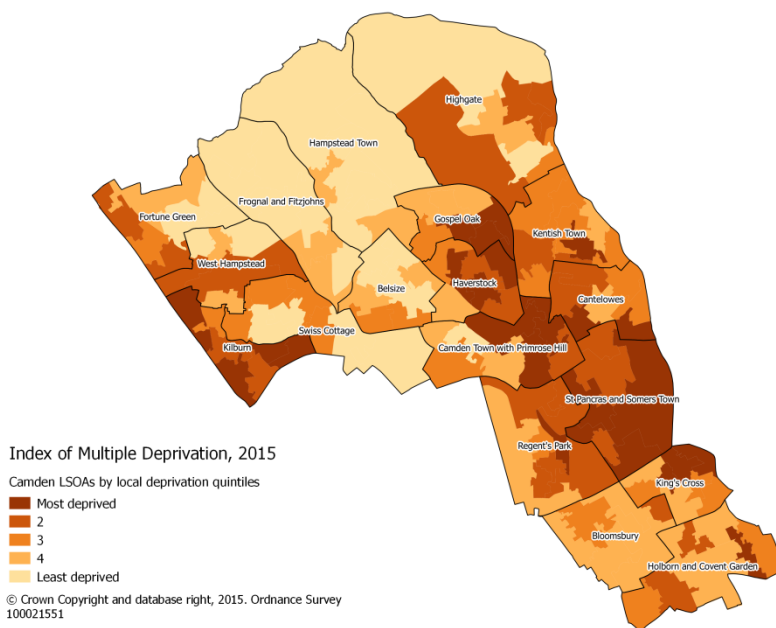 Highgate
Hampstead Town
Frognal and Fitzjohns
Fortune Green
Gospel Oak
Kentish Town
West Hampstead
Haverstock
Belsize
Cantelowes
Swiss Cottage
Kilburn
Camden Town with Primrose Hill
St Pancras and Somers Town
Regent's Park
King's Cross
Bloomsbury
Holborn and Covent Garden
Index of Multiple Deprivation, 2015
Camden LSOAs by local deprivation quintiles
Most deprived
2
3
4
Least deprived
© Crown Copyright and database right, 2015. Ordnance Survey
100021551